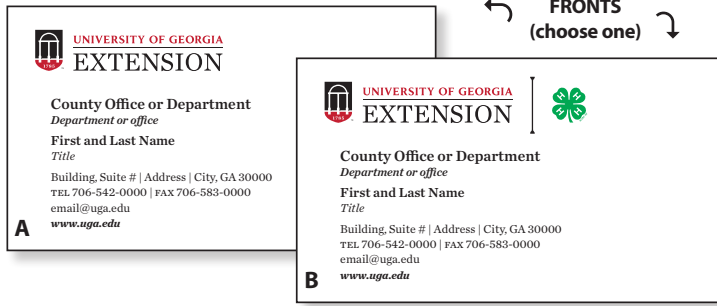 FRONTS
(choose one)
UNIVERSITY OF GEORGIA
EXTENSION
1785
County Office or Department
Department or office
First and Last Name
Title
Building, Suite # | Address | City, GA 30000
TEL 706-542-0000 | FAX 706-583-0000
email@uga.edu
www.uga.edu
A
UNIVERSITY OF GEORGIA
EXTENSION
1785
H H H H
County Office or Department
Department or office
First and Last Name
Title
Building, Suite # | Address | City, GA 30000
TEL 706-542-0000 | FAX 706-583-0000
email@uga.edu
www.uga.edu
B